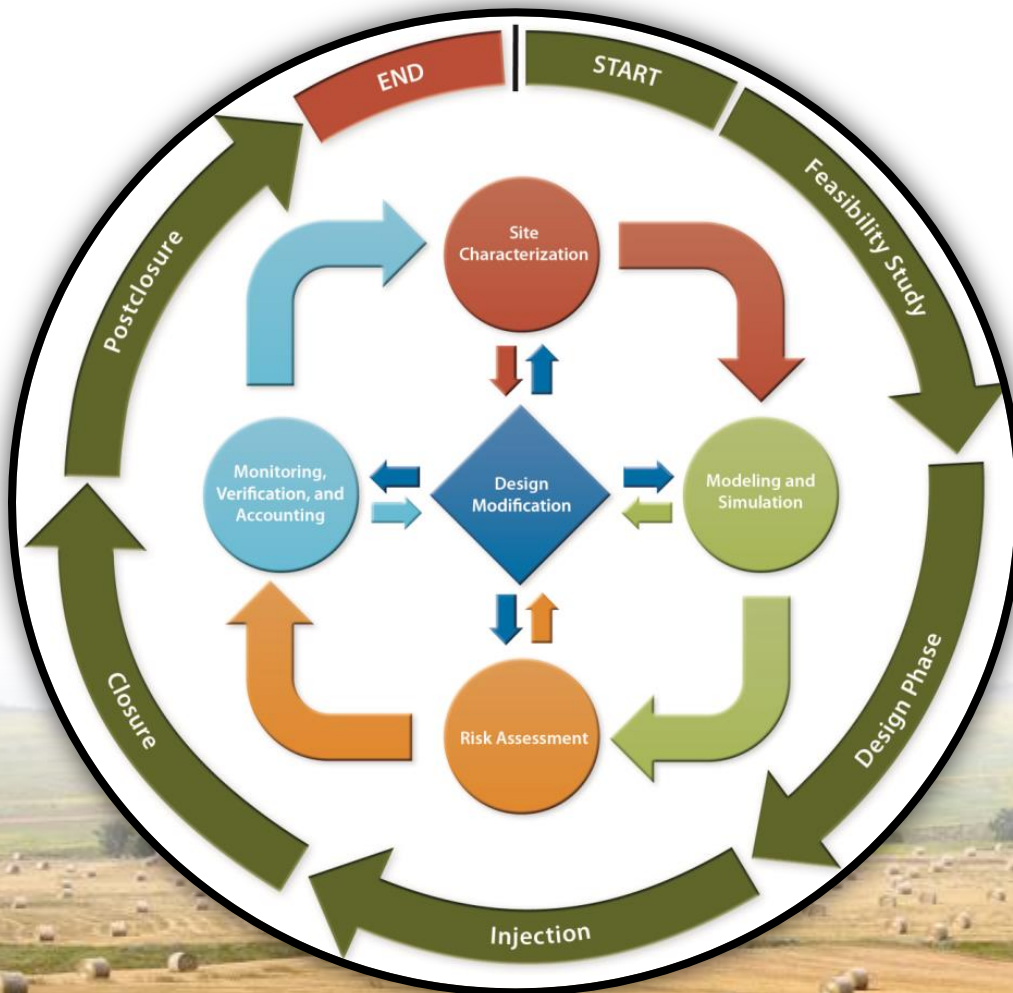 END
START
Feasibility Study
Design Phase
Injection
Closure
Postclosure
Site
Characterization
Modeling and
Simulation
Risk Assessment
Monitoring,
Verification, and
Accounting
Design
Modification